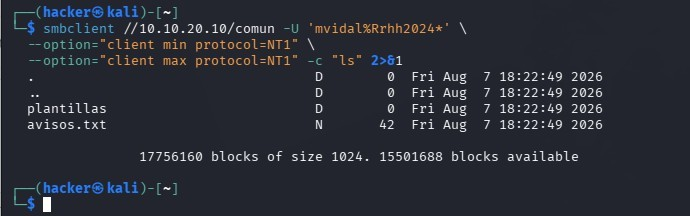 ┌──(hacker㉿kali)-[~]
└─$ smbclient //10.10.20.10/comun -U 'mvidal%Rrhh2024*' \
--option="client min protocol=NT1" \
--option="client max protocol=NT1" -c "ls" 2>&1
. D 0 Fri Aug 7 18:22:49 2026
.. D 0 Fri Aug 7 18:22:49 2026
plantillas D 0 Fri Aug 7 18:22:49 2026
avisos.txt N 42 Fri Aug 7 18:22:49 2026
17756160 blocks of size 1024. 15501688 blocks available
┌──(hacker㉿kali)-[~]
└─$